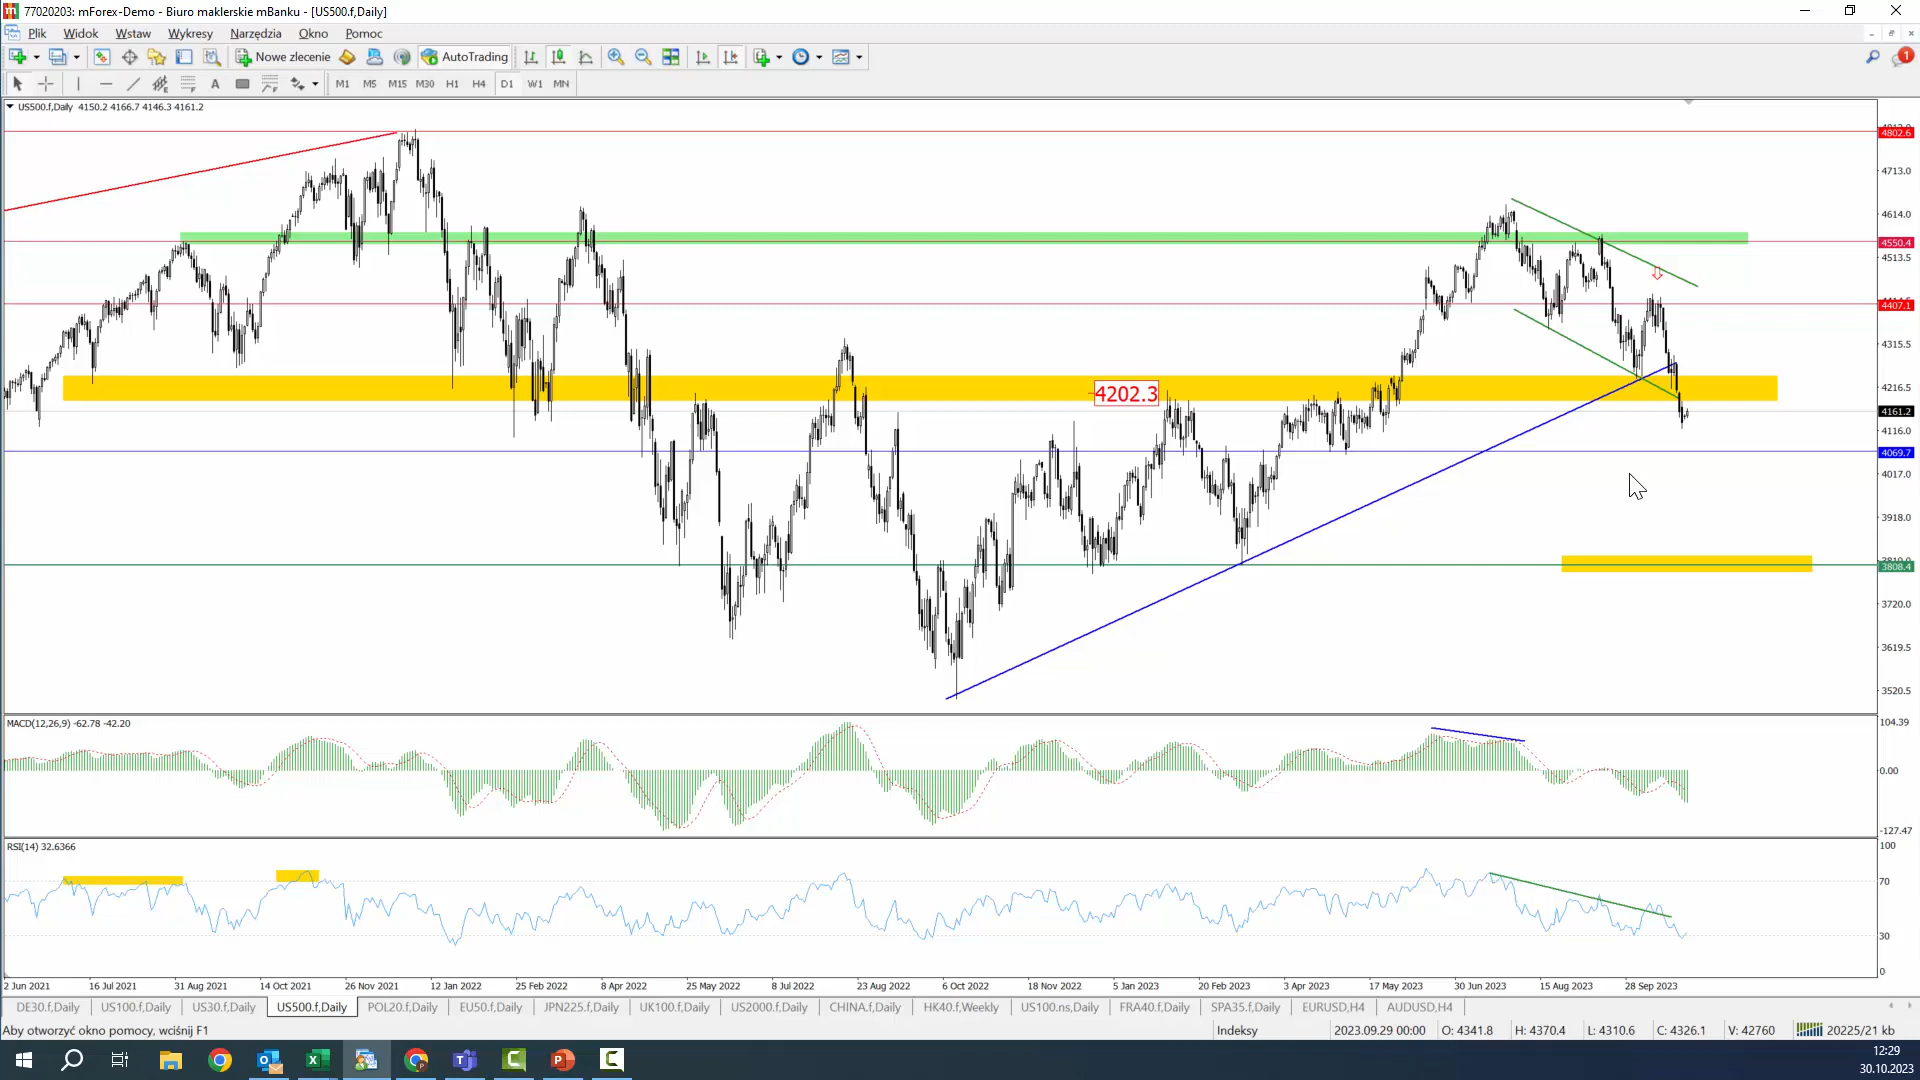 77020203: mForex-Demo - Biuro maklerskie mBanku - [US500.f,Daily]
Plik Widok Wstaw Wykresy Narzędzia Okno Pomoc
Nowe zlecenie AutoTrading 1
A M1 M5 M15 M30 H1 H4 D1 W1 MN
US500.f,Daily 4150.2 4166.7 4146.3 4161.2
4802.6
4713.0
4614.0
4550.4
4513.5
4407.1
4315.5
4216.5
4202.3
4161.2
4116.0
4069.7
4017.0
3918.0
3808.4
3720.0
3619.5
3520.5
MACD(12,26,9) -62.78 -42.20
104.39
0.00
-127.47
RSI(14) 32.6366
100
70
30
0
2 Jun 2021 16 Jul 2021 31 Aug 2021 14 Oct 2021 26 Nov 2021 12 Jan 2022 25 Feb 2022 8 Apr 2022 25 May 2022 8 Jul 2022 23 Aug 2022 6 Oct 2022 18 Nov 2022 5 Jan 2023 20 Feb 2023 3 Apr 2023 17 May 2023 30 Jun 2023 15 Aug 2023 28 Sep 2023
DE30.f,Daily US100.f,Daily US30.f,Daily US500.f,Daily POL20.f,Daily EU50.f,Daily JPN225.f,Daily UK100.f,Daily US2000.f,Daily CHINA.f,Daily HK40.f,Weekly US100.ns,Daily FRA40.f,Daily SPA35.f,Daily EURUSD,H4 AUDUSD,H4
Aby otworzyć okno pomocy, wciśnij F1 Indeksy 2023.09.29 00:00 O: 4341.8 H: 4370.4 L: 4310.6 C: 4326.1 V: 42760 20225/21 kb
12:29
30.10.2023